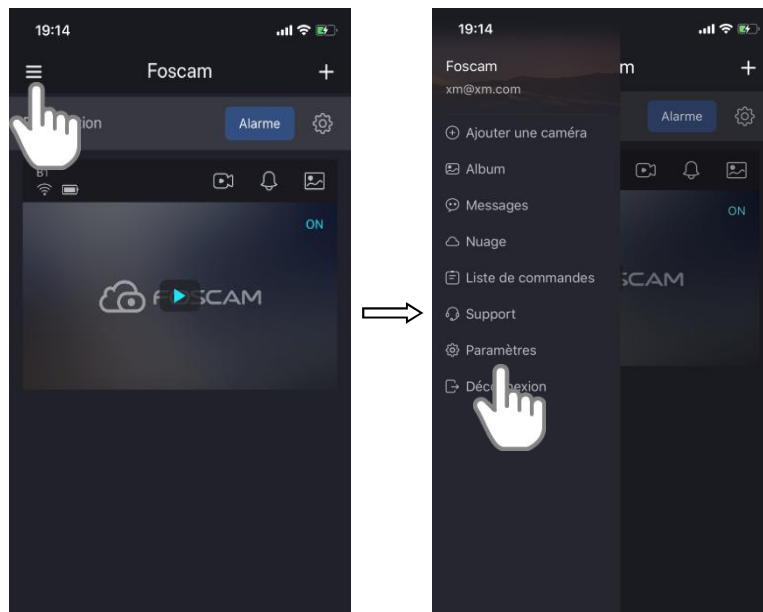 19:14
Foscam
Alarme
B1
ON
FOSCAM
19:14
Foscam
xm@xm.com
m
Alarme
Ajouter une caméra
Album
Messages
ON
Nuage
Liste de commandes
SCAM
Support
Paramètres